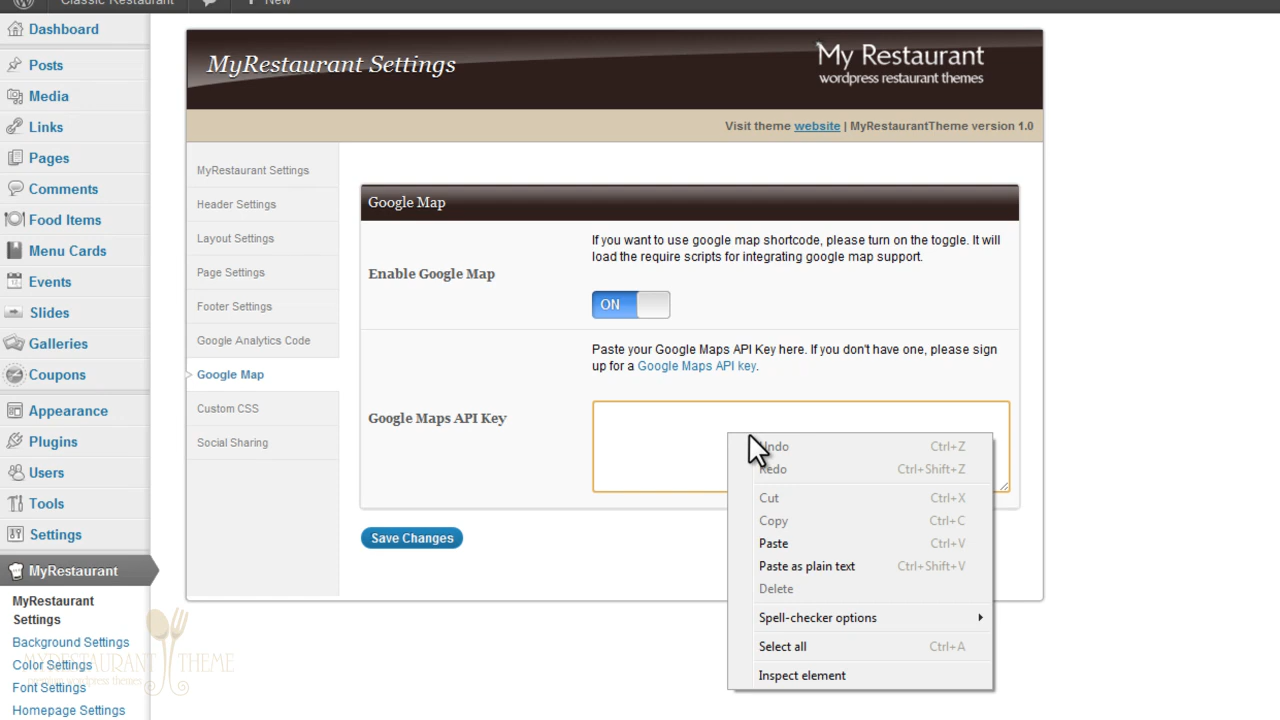 Classic Restaurant
New
Dashboard
Posts
Media
Links
Pages
Comments
Food Items
Menu Cards
Events
Slides
Galleries
Coupons
Appearance
Plugins
Users
Tools
Settings
MyRestaurant
MyRestaurant
Settings
Background Settings
Color Settings
Font Settings
Homepage Settings
MYRESTAURANT THEME
premium wordpress themes
MyRestaurant Settings
My Restaurant
wordpress restaurant themes
Visit theme website | MyRestaurantTheme version 1.0
MyRestaurant Settings
Header Settings
Layout Settings
Page Settings
Footer Settings
Google Analytics Code
Google Map
Custom CSS
Social Sharing
Google Map
Enable Google Map
If you want to use google map shortcode, please turn on the toggle. It will
load the require scripts for integrating google map support.
ON
Google Maps API Key
Paste your Google Maps API Key here. If you don't have one, please sign
up for a Google Maps API key.
Save Changes
Undo Ctrl+Z
Redo Ctrl+Shift+Z
Cut Ctrl+X
Copy Ctrl+C
Paste Ctrl+V
Paste as plain text Ctrl+Shift+V
Delete
Spell-checker options
Select all Ctrl+A
Inspect element